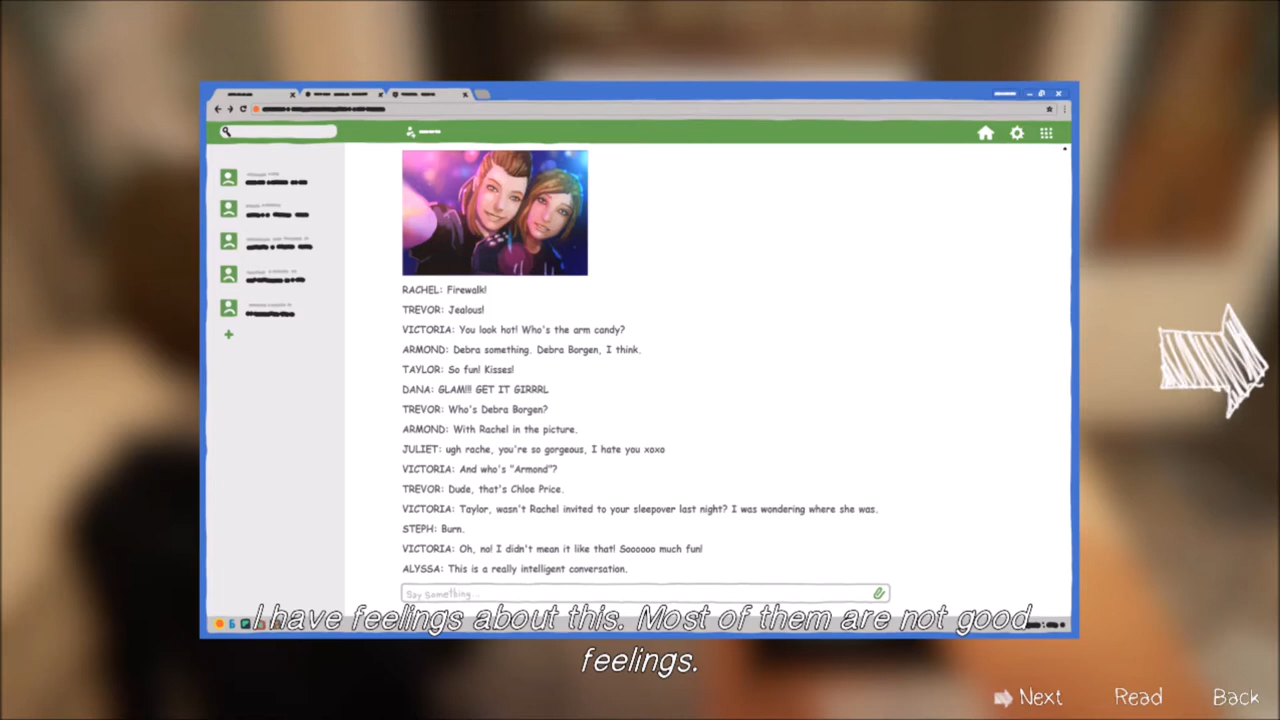 RACHEL: Firewalk!
TREVOR: Jealous!
VICTORIA: You look hot! Who's the arm candy?
ARMOND: Debra something. Debra Borgen, I think.
TAYLOR: So fun! Kisses!
DANA: GLAM!!! GET IT GIRRRL
TREVOR: Who's Debra Borgen?
ARMOND: With Rachel in the picture.
JULIET: ugh rache, you're so gorgeous, I hate you xoxo
VICTORIA: And who's "Armond"?
TREVOR: Dude, that's Chloe Price.
VICTORIA: Taylor, wasn't Rachel invited to your sleepover last night? I was wondering where she was.
STEPH: Burn.
VICTORIA: Oh, no! I didn't mean it like that! Soooooo much fun!
ALYSSA: This is a really intelligent conversation.
Say Something...
I have feelings about this. Most of them are not good
feelings.
Next Read Back